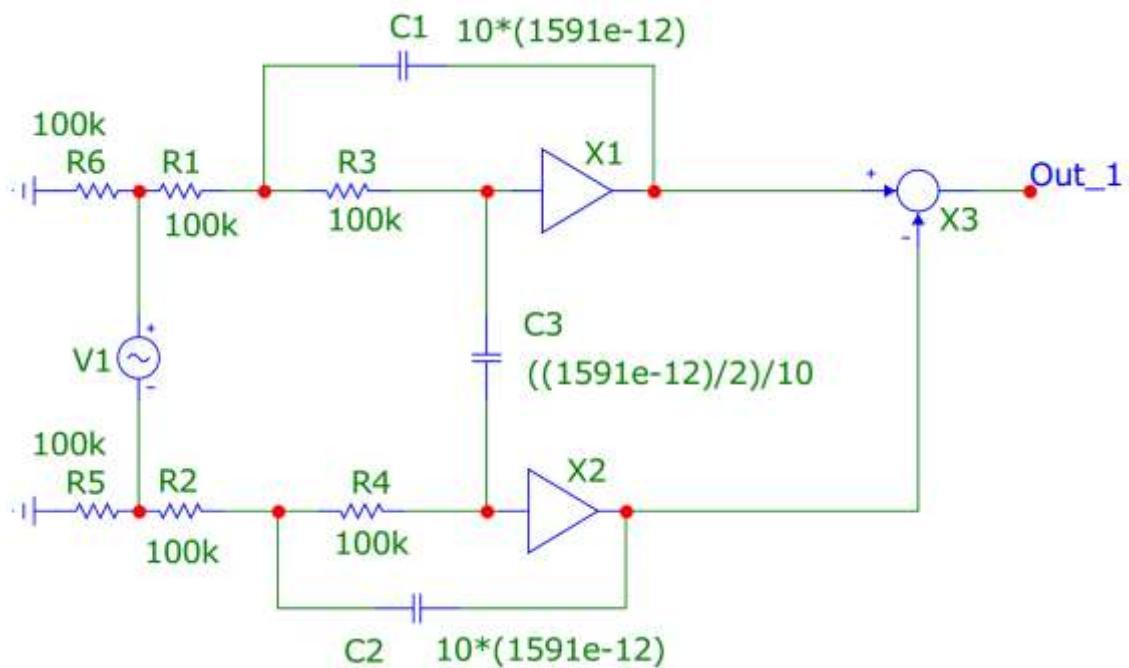 C1 10*(1591e-12)
100k
R6 R1 R3 X1 + Out_1
100k 100k - X3
C3
+
V1 ((1591e-12)/2)/10
-
100k
R5 R2 R4 X2
100k 100k
C2 10*(1591e-12)